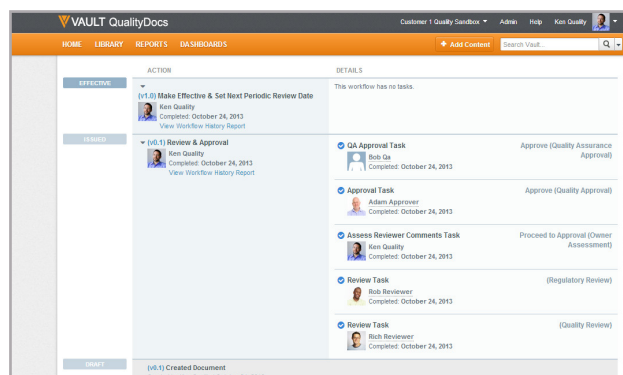 VAULT QualityDocs
Customer 1 Quality Sandbox Admin Help Ken Quality
HOME LIBRARY REPORTS DASHBOARDS + Add Content Search Vault...
ACTION DETAILS
EFFECTIVE
(v1.0) Make Effective & Set Next Periodic Review Date
Ken Quality
Completed: October 24, 2013
View Workflow History Report
This workflow has no tasks.
ISSUED
(v0.1) Review & Approval
Ken Quality
Completed: October 24, 2013
View Workflow History Report
QA Approval Task
Bob Qa
Completed: October 24, 2013
Approve (Quality Assurance
Approval)
Approval Task
Adam Approver
Completed: October 24, 2013
Approve (Quality Approval)
Assess Reviewer Comments Task
Ken Quality
Completed: October 24, 2013
Proceed to Approval (Owner
Assessment)
Review Task
Rob Reviewer
Completed: October 24, 2013
(Regulatory Review)
Review Task
Rich Reviewer
Completed: October 24, 2013
(Quality Review)
DRAFT
(v0.1) Created Document